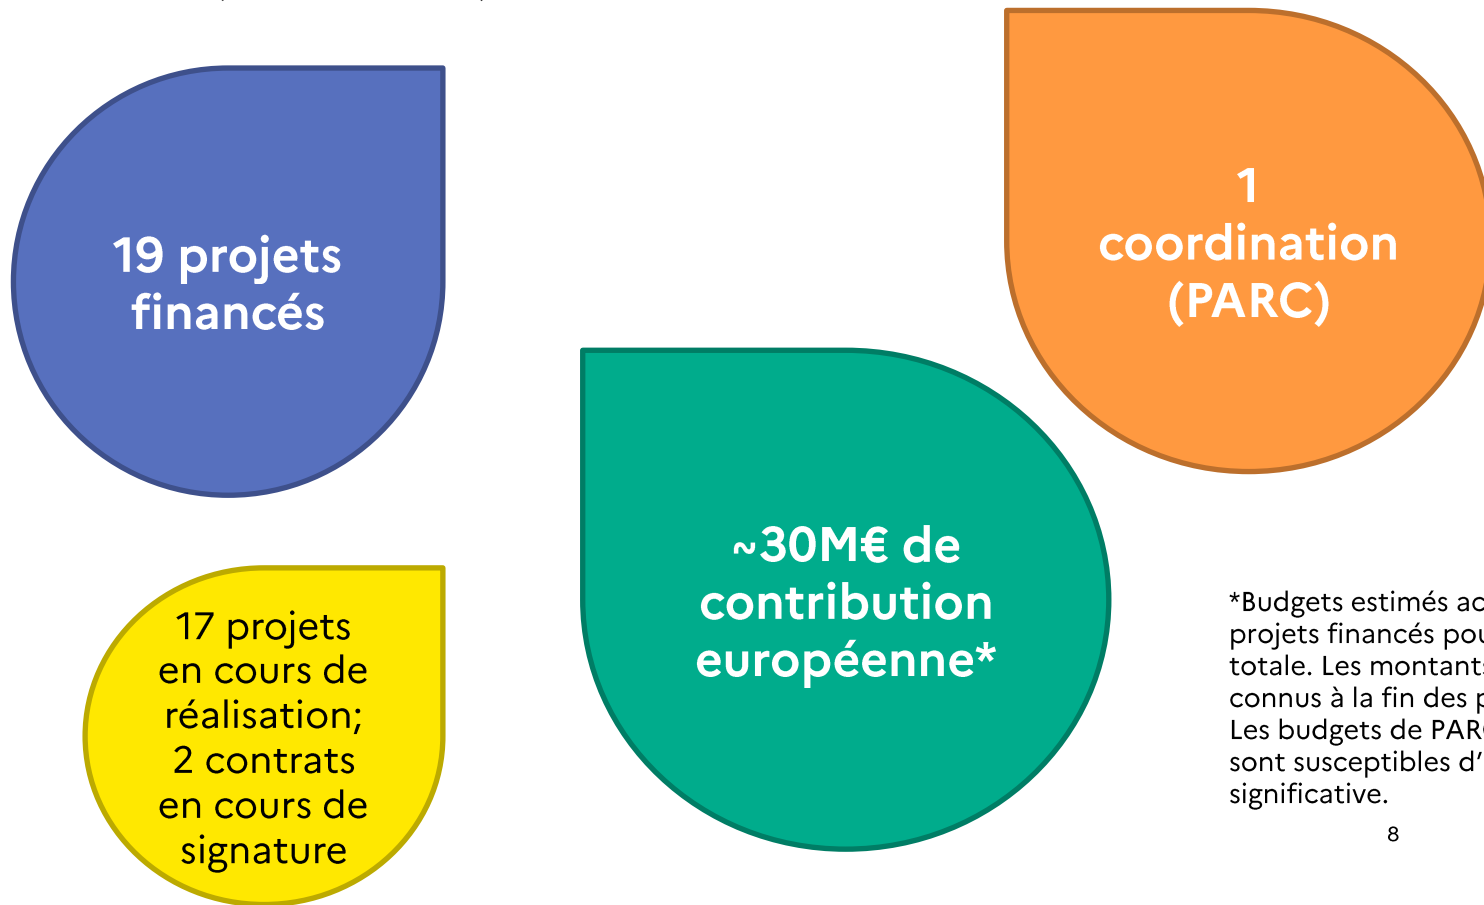 19 projets
financés
1
coordination
(PARC)
~30M€ de
contribution
européenne*
17 projets
en cours de
réalisation;
2 contrats
en cours de
signature
*Budgets estimés
projets financés
totale. Les
connus à la fin des
Les budgets de
sont susceptibles
significative.
8